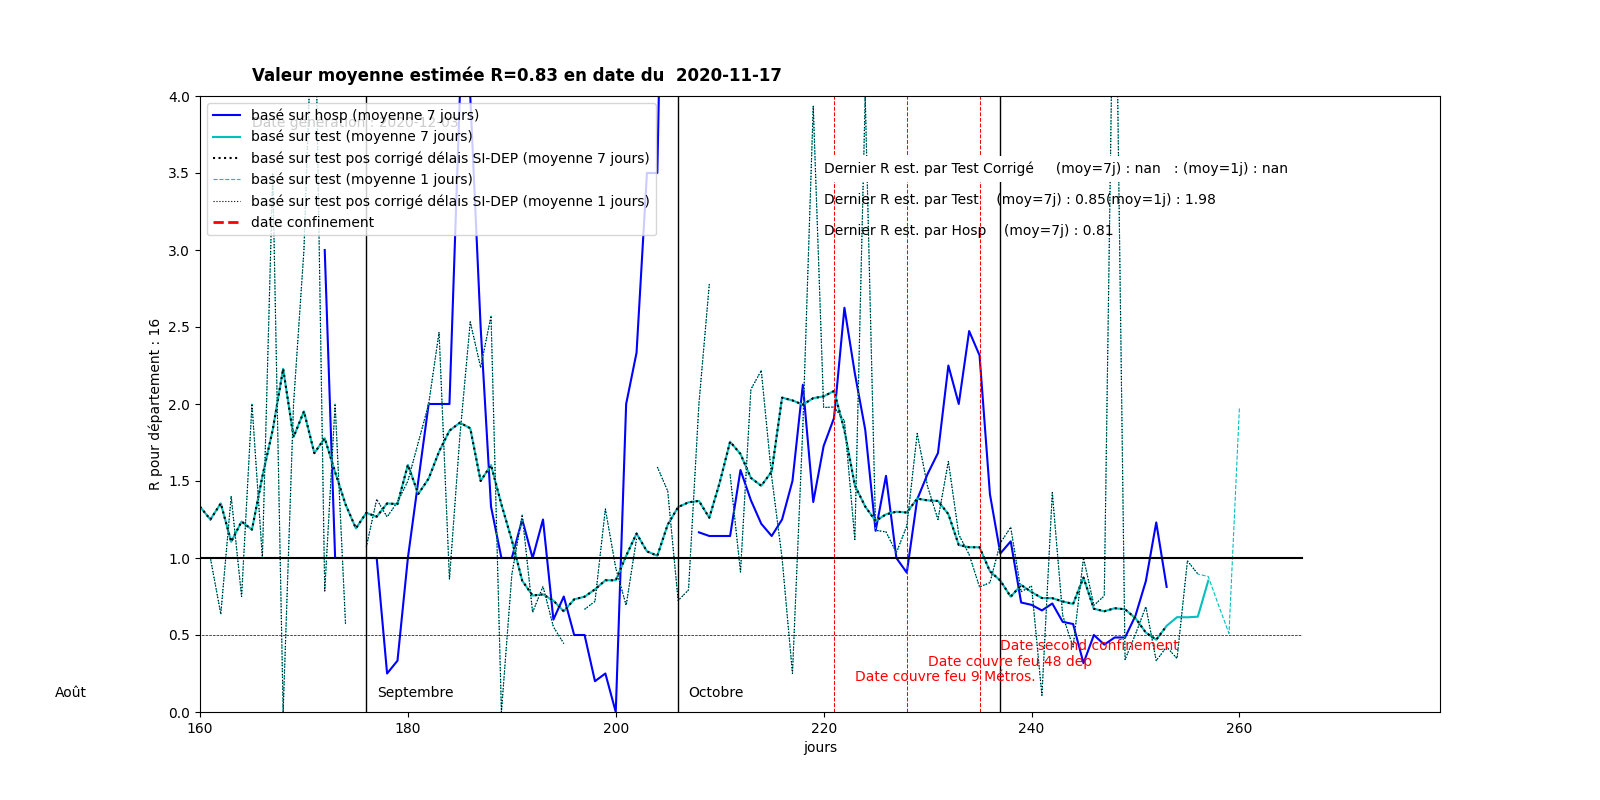 Valeur moyenne estimée R=0.83 en date du  2020-11-17
4.0
3.5
3.0
2.5
2.0
1.5
1.0
0.5
0.0
R pour département : 16
basé sur hosp (moyenne 7 jours)
basé sur test (moyenne 7 jours)
basé sur test pos corrigé délais SI-DEP (moyenne 7 jours)
basé sur test (moyenne 1 jours)
basé sur test pos corrigé délais SI-DEP (moyenne 1 jours)
date confinement
Dernier R est. par Test Corrigé (moy=7j) : nan : (moy=1j) : nan
Dernier R est. par Test (moy=7j) : 0.85(moy=1j) : 1.98
Dernier R est. par Hosp (moy=7j) : 0.81
Date second confinement
Date couvre feu 48 dep
Date couvre feu 9 Métros.
Août
Septembre
Octobre
160 180 200 220 240 260
jours